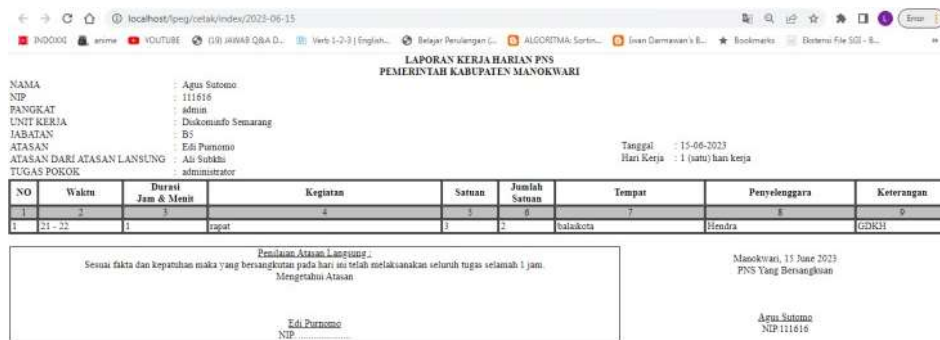 localhost/lpeg/cetak/index/2023-06-15
Error
INDOXXI anime YOUTUBE (19) JAWAB Q&A D... Verb 1-2-3 | English... Belajar Perulangan (... ALGORITMA: Sortin... Iwan Darmawan's B... Bookmarks Ekstensi File SQL - B...
LAPORAN KERJA HARIAN PNS
PEMERINTAH KABUPATEN MANOKWARI
NAMA : Agus Sutomo
NIP : 111616
PANGKAT : admin
UNIT KERJA : Diskominfo Semarang
JABATAN : B5
ATASAN : Edi Purnomo
ATASAN DARI ATASAN LANSUNG : Ali Subkhi
TUGAS POKOK : administrator
Tanggal : 15-06-2023
Hari Kerja : 1 (satu) hari kerja
NO Waktu Durasi Jam & Menit Kegiatan Satuan Jumlah Satuan Tempat Penyelenggara Keterangan
1 2 3 4 5 6 7 8 9
1 21 - 22 1 rapat 3 2 balaikota Hendra GDKH
Penilaian Atasan Langsung :
Sesuai fakta dan kepatuhan maka yang bersangkutan pada hari ini telah melaksanakan seluruh tugas selamah 1 jam.
Mengetahui Atasan
Edi Purnomo
NIP. .....................
Manokwari, 15 June 2023
PNS Yang Bersangkuan
Agus Sutomo
NIP.111616